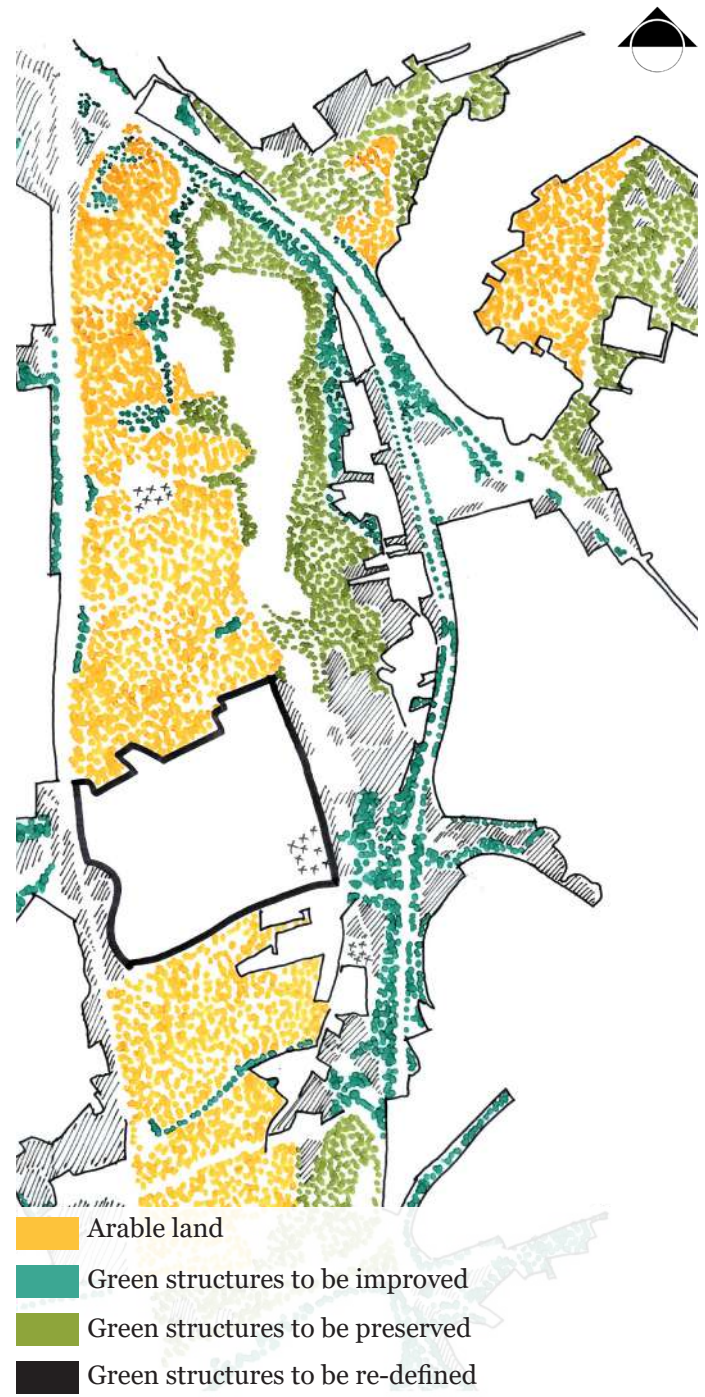 Arable land
Green structures to be improved
Green structures to be preserved
Green structures to be re-defined